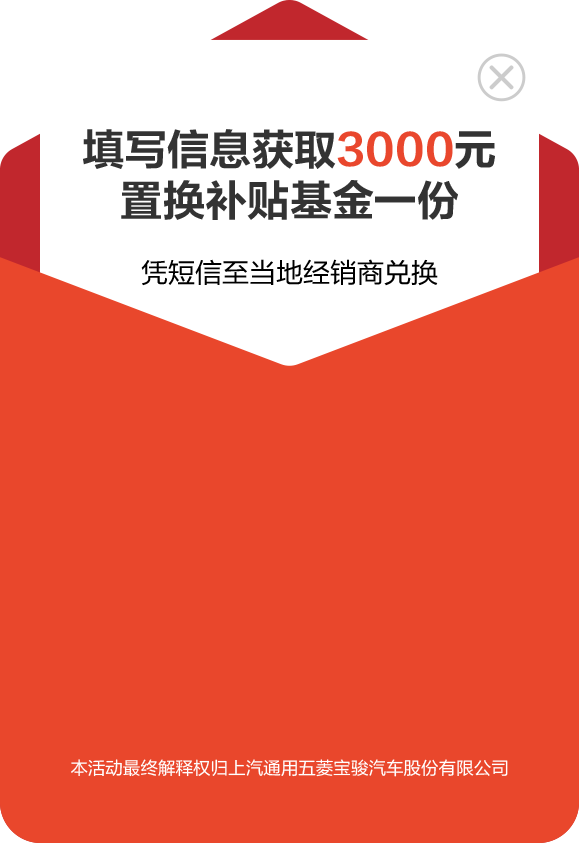 填写信息获取3000元
置换补贴基金一份
凭短信至当地经销商兑换
本活动最终解释权归上汽通用五菱宝骏汽车股份有限公司